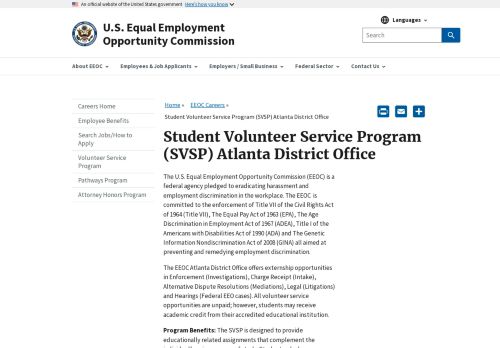 An official website of the United States government Here's how you know
U.S. Equal Employment
Opportunity Commission
Languages
Search
About EEOC
Employees & Job Applicants
Employers / Small Business
Federal Sector
Contact Us
Careers Home
Employee Benefits
Search Jobs/How to
Apply
Volunteer Service
Program
Pathways Program
Attorney Honors Program
Home »
EEOC Careers »
Student Volunteer Service Program (SVSP) Atlanta District Office
Student Volunteer Service Program
(SVSP) Atlanta District Office
The U.S. Equal Employment Opportunity Commission (EEOC) is a
federal agency pledged to eradicating harassment and
employment discrimination in the workplace. The EEOC is
committed to the enforcement of Title VII of the Civil Rights Act
of 1964 (Title VII), The Equal Pay Act of 1963 (EPA), The Age
Discrimination in Employment Act of 1967 (ADEA), Title I of the
Americans with Disabilities Act of 1990 (ADA) and The Genetic
Information Nondiscrimination Act of 2008 (GINA) all aimed at
preventing and remedying employment discrimination.
The EEOC Atlanta District Office offers externship opportunities
in Enforcement (Investigations), Charge Receipt (Intake),
Alternative Dispute Resolutions (Mediations), Legal (Litigations)
and Hearings (Federal EEO cases). All volunteer service
opportunities are unpaid; however, students may receive
academic credit from their accredited educational institution.
Program Benefits: The SVSP is designed to provide
educationally related assignments that complement the